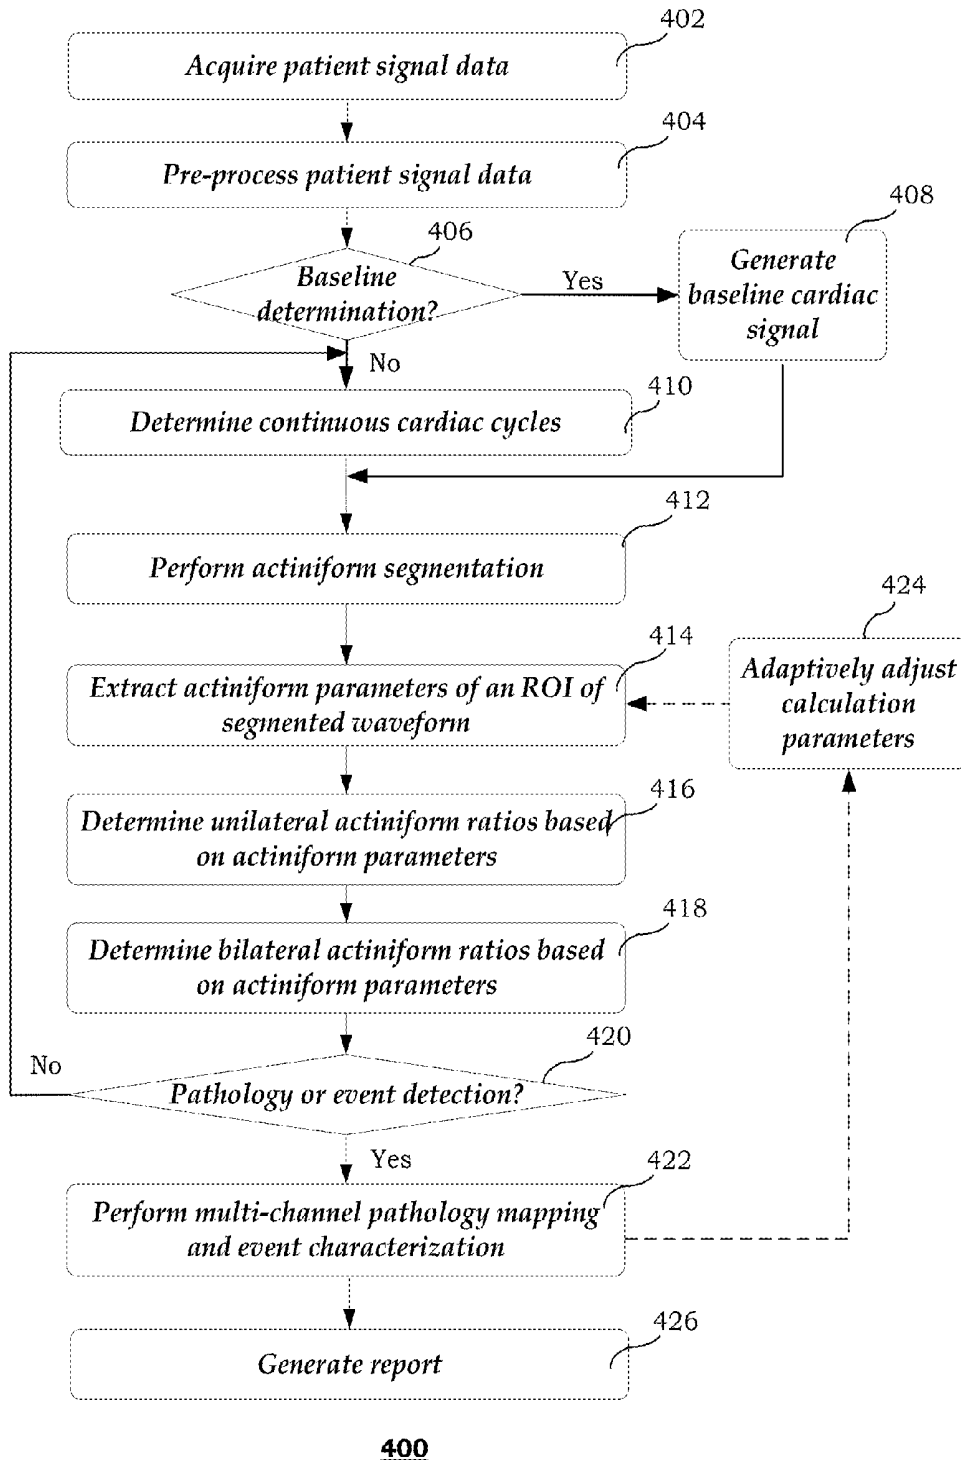 402
Acquire patient signal data
404
Pre-process patient signal data
406
408
Baseline
determination?
Yes
Generate
baseline cardiac
signal
No
410
Determine continuous cardiac cycles
412
Perform actiniform segmentation
424
414
Extract actiniform parameters of an ROI of
segmented waveform
Adaptively adjust
calculation
parameters
416
Determine unilateral actiniform ratios based
on actiniform parameters
418
Determine bilateral actiniform ratios based
on actiniform parameters
420
No
Pathology or event detection?
Yes
422
Perform multi-channel pathology mapping
and event characterization
426
Generate report
400